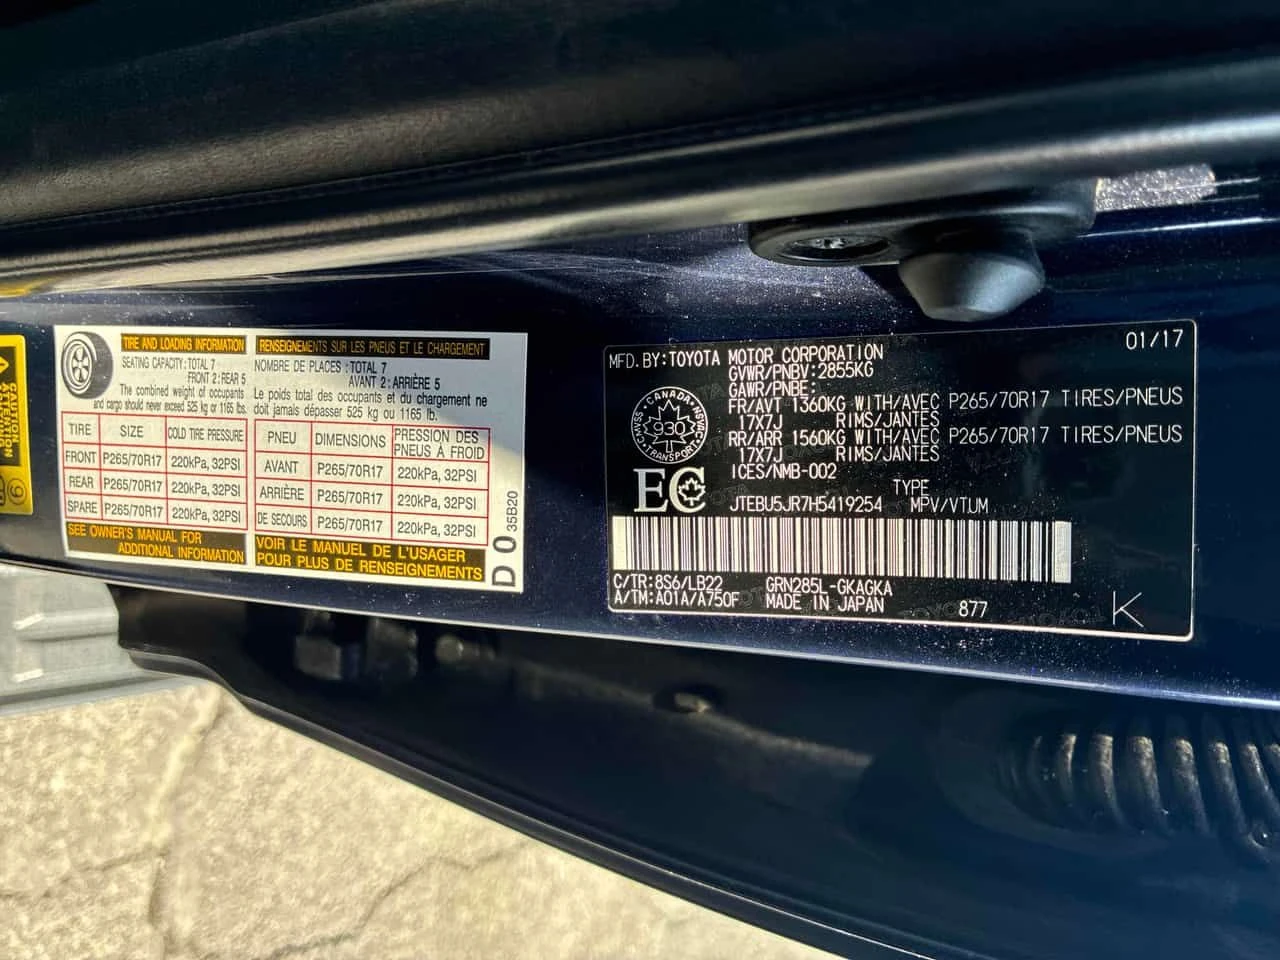 CAUTION
ATTENTION
TIRE AND LOADING INFORMATION
SEATING CAPACITY : TOTAL 7
FRONT 2 : REAR 5
The combined weight of occupants
and cargo should never exceed 525 kg or 1165 lbs.
TIRE SIZE COLD TIRE PRESSURE
FRONT P265/70R17 220kPa, 32PSI
REAR P265/70R17 220kPa, 32PSI
SPARE P265/70R17 220kPa, 32PSI
SEE OWNER'S MANUAL FOR
ADDITIONAL INFORMATION
RENSEIGNEMENTS SUR LES PNEUS ET LE CHARGEMENT
NOMBRE DE PLACES : TOTAL 7
AVANT 2 : ARRIÈRE 5
Le poids total des occupants et du chargement ne
doit jamais dépasser 525 kg ou 1165 lb.
PNEU DIMENSIONS PRESSION DES
PNEUS À FROID
AVANT P265/70R17 220kPa, 32PSI
ARRIÈRE P265/70R17 220kPa, 32PSI
DE SECOURS P265/70R17 220kPa, 32PSI
VOIR LE MANUEL DE L'USAGER
POUR PLUS DE RENSEIGNEMENTS
D 0 35B20
01/17
MFD. BY: TOYOTA MOTOR CORPORATION
GVWR/PNBV: 2855KG
GAWR/PNBE:
FR/AVT 1360KG WITH/AVEC P265/70R17 TIRES/PNEUS
17X7J RIMS/JANTES
RR/ARR 1560KG WITH/AVEC P265/70R17 TIRES/PNEUS
17X7J RIMS/JANTES
ICES/NMB-002
CANADA
930
TRANSPORT
EC
TYPE
JTEBU5JR7H5419254 MPV/VTUM
C/TR: 8S6/LB22 GRN285L-GKAGKA
A/TM: A01A/A750F MADE IN JAPAN 877 K